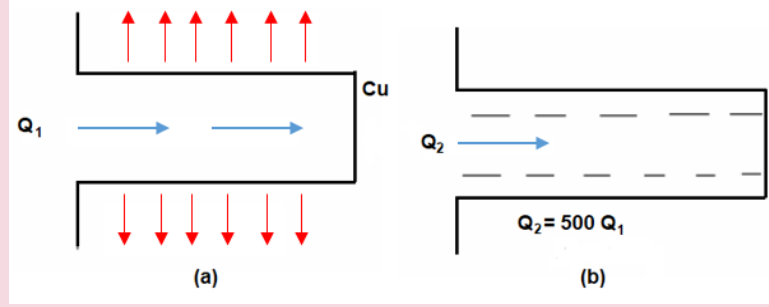 Cu
Q₁
Q₂
Q₂= 500 Q₁
(a)
(b)